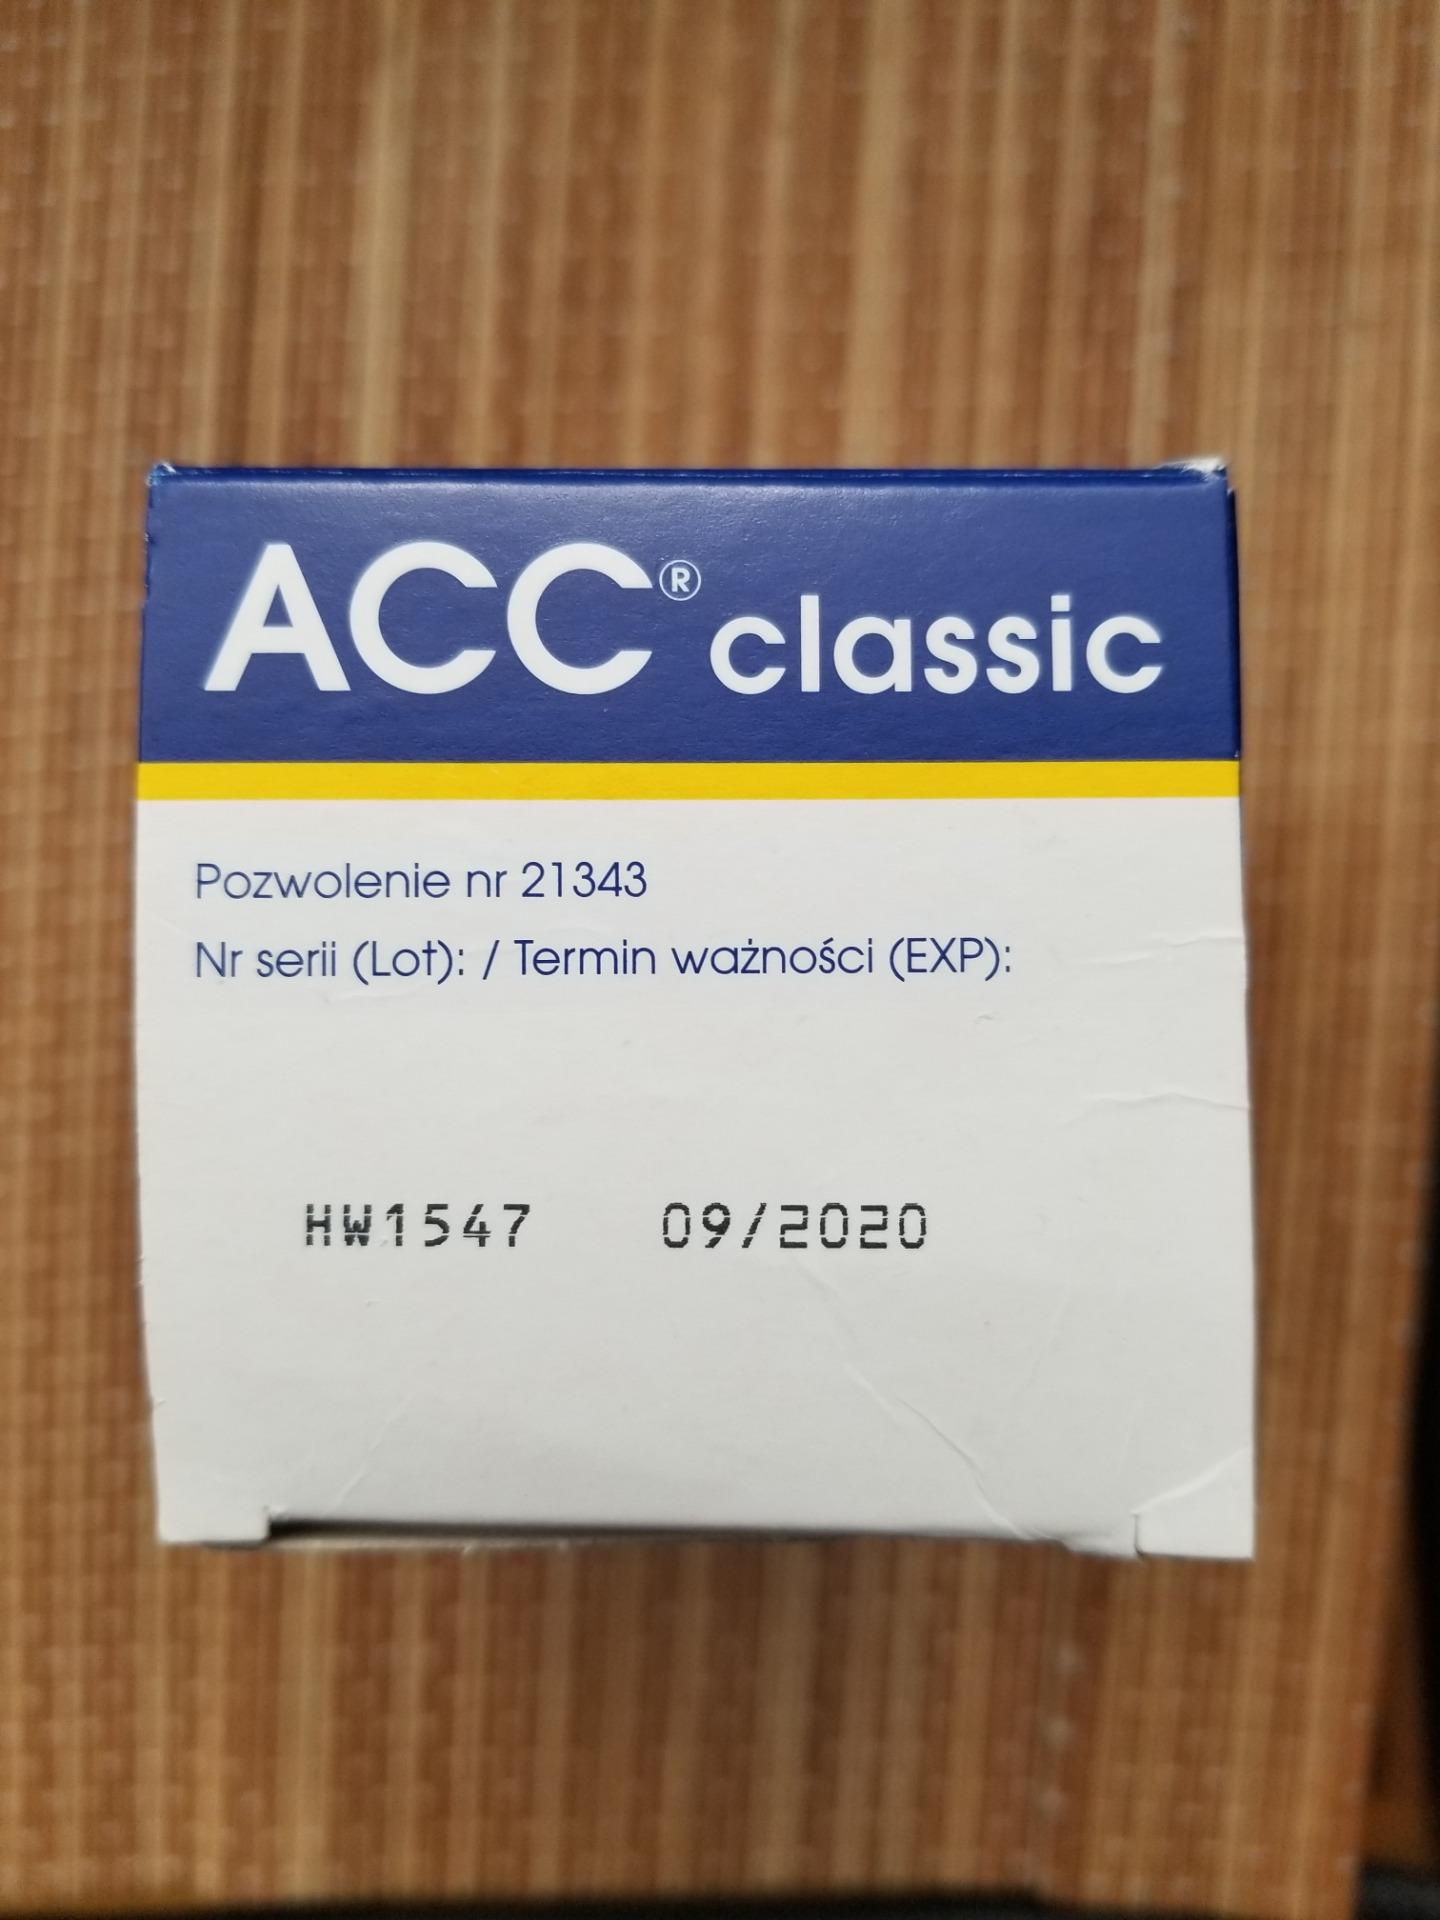 ACC® classic
Pozwolenie nr 21343
Nr serii (Lot): / Termin ważności (EXP):
HW1547 09/2020